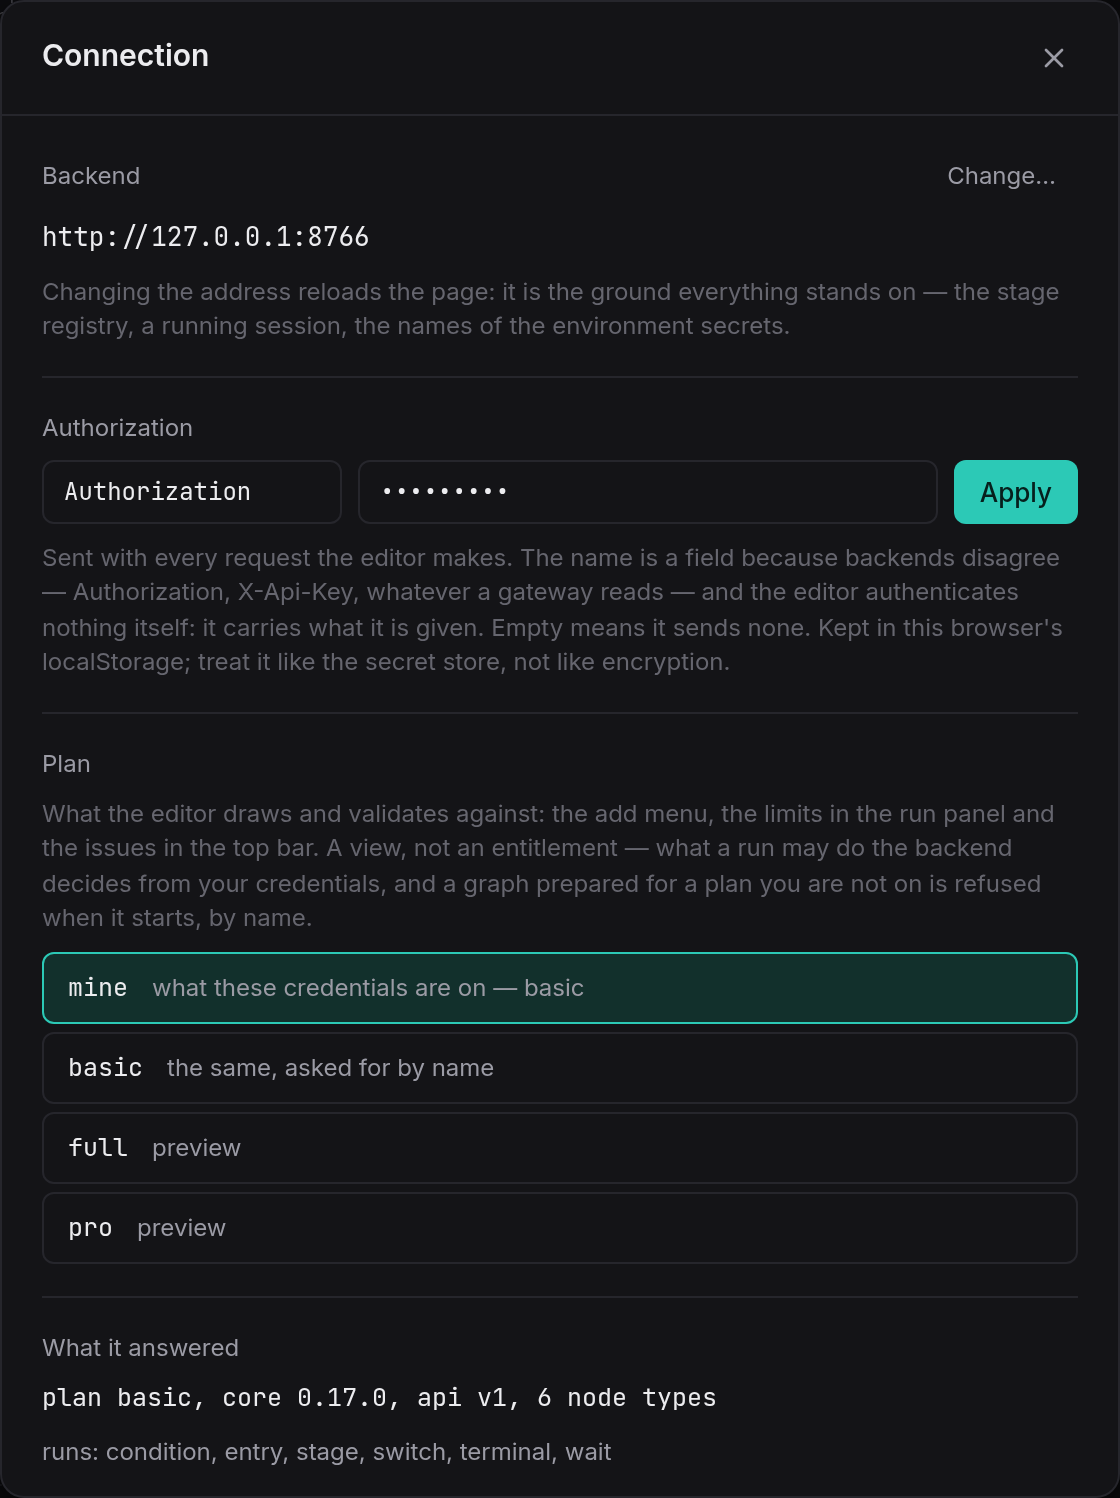 Connection
Backend
Change...
http://127.0.0.1:8766
Changing the address reloads the page: it is the ground everything stands on — the stage
registry, a running session, the names of the environment secrets.
Authorization
Authorization ••••••••• Apply
Sent with every request the editor makes. The name is a field because backends disagree
— Authorization, X-Api-Key, whatever a gateway reads — and the editor authenticates
nothing itself: it carries what it is given. Empty means it sends none. Kept in this browser's
localStorage; treat it like the secret store, not like encryption.
Plan
What the editor draws and validates against: the add menu, the limits in the run panel and
the issues in the top bar. A view, not an entitlement — what a run may do the backend
decides from your credentials, and a graph prepared for a plan you are not on is refused
when it starts, by name.
mine what these credentials are on — basic
basic the same, asked for by name
full preview
pro preview
What it answered
plan basic, core 0.17.0, api v1, 6 node types
runs: condition, entry, stage, switch, terminal, wait